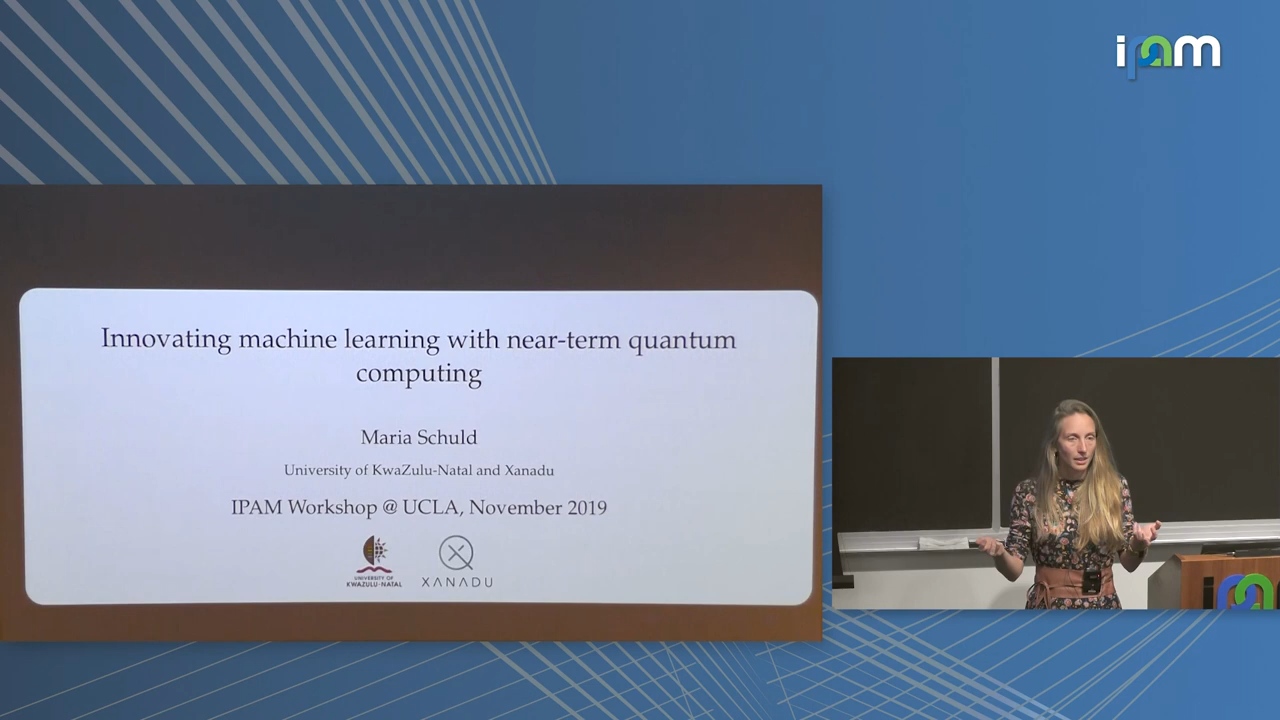 ipam
Innovating machine learning with near-term quantum
computing
Maria Schuld
University of KwaZulu-Natal and Xanadu
IPAM Workshop @ UCLA, November 2019
UNIVERSITY OF
KWAZULU-NATAL
XANADU